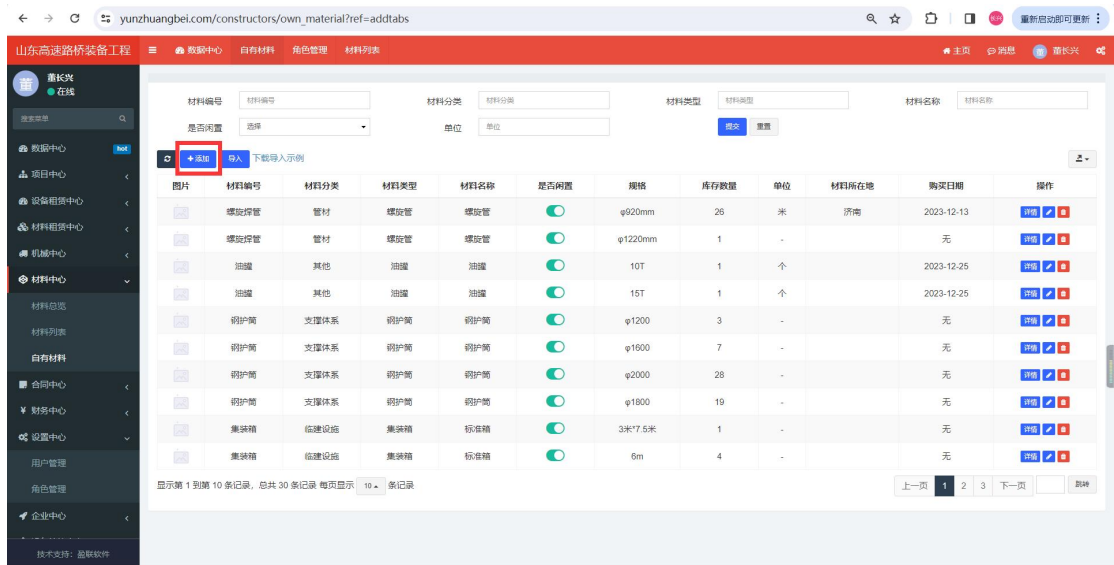 yunzhuangbei.com/constructors/own_material?ref=addtabs
重新启动即可更新
山东高速路桥装备工程 数据中心 自有材料 角色管理 材料列表 主页 消息 董 董长兴
董 董长兴
在线
搜索菜单
数据中心 hot
项目中心
设备租赁中心
材料租赁中心
机械中心
材料中心
材料总览
材料列表
自有材料
合同中心
财务中心
设置中心
用户管理
角色管理
企业中心
技术支持：盈联软件
材料编号 材料编号 材料分类 材料分类 材料类型 材料类型 材料名称 材料名称
是否闲置 选择 单位 单位 提交 重置
+添加 导入 下载导入示例
图片 材料编号 材料分类 材料类型 材料名称 是否闲置 规格 库存数量 单位 材料所在地 购买日期 操作
螺旋焊管 管材 螺旋管 螺旋管 φ920mm 26 米 济南 2023-12-13 详情
螺旋焊管 管材 螺旋管 螺旋管 φ1220mm 1 - 无 详情
油罐 其他 油罐 油罐 10T 1 个 2023-12-25 详情
油罐 其他 油罐 油罐 15T 1 个 2023-12-25 详情
钢护筒 支撑体系 钢护筒 钢护筒 φ1200 3 - 无 详情
钢护筒 支撑体系 钢护筒 钢护筒 φ1600 7 - 无 详情
钢护筒 支撑体系 钢护筒 钢护筒 φ2000 28 - 无 详情
钢护筒 支撑体系 钢护筒 钢护筒 φ1800 19 - 无 详情
集装箱 临建设施 集装箱 标准箱 3米*7.5米 1 - 无 详情
集装箱 临建设施 集装箱 标准箱 6m 4 - 无 详情
显示第 1 到第 10 条记录，总共 30 条记录 每页显示 10 条记录 上一页 1 2 3 下一页 跳转